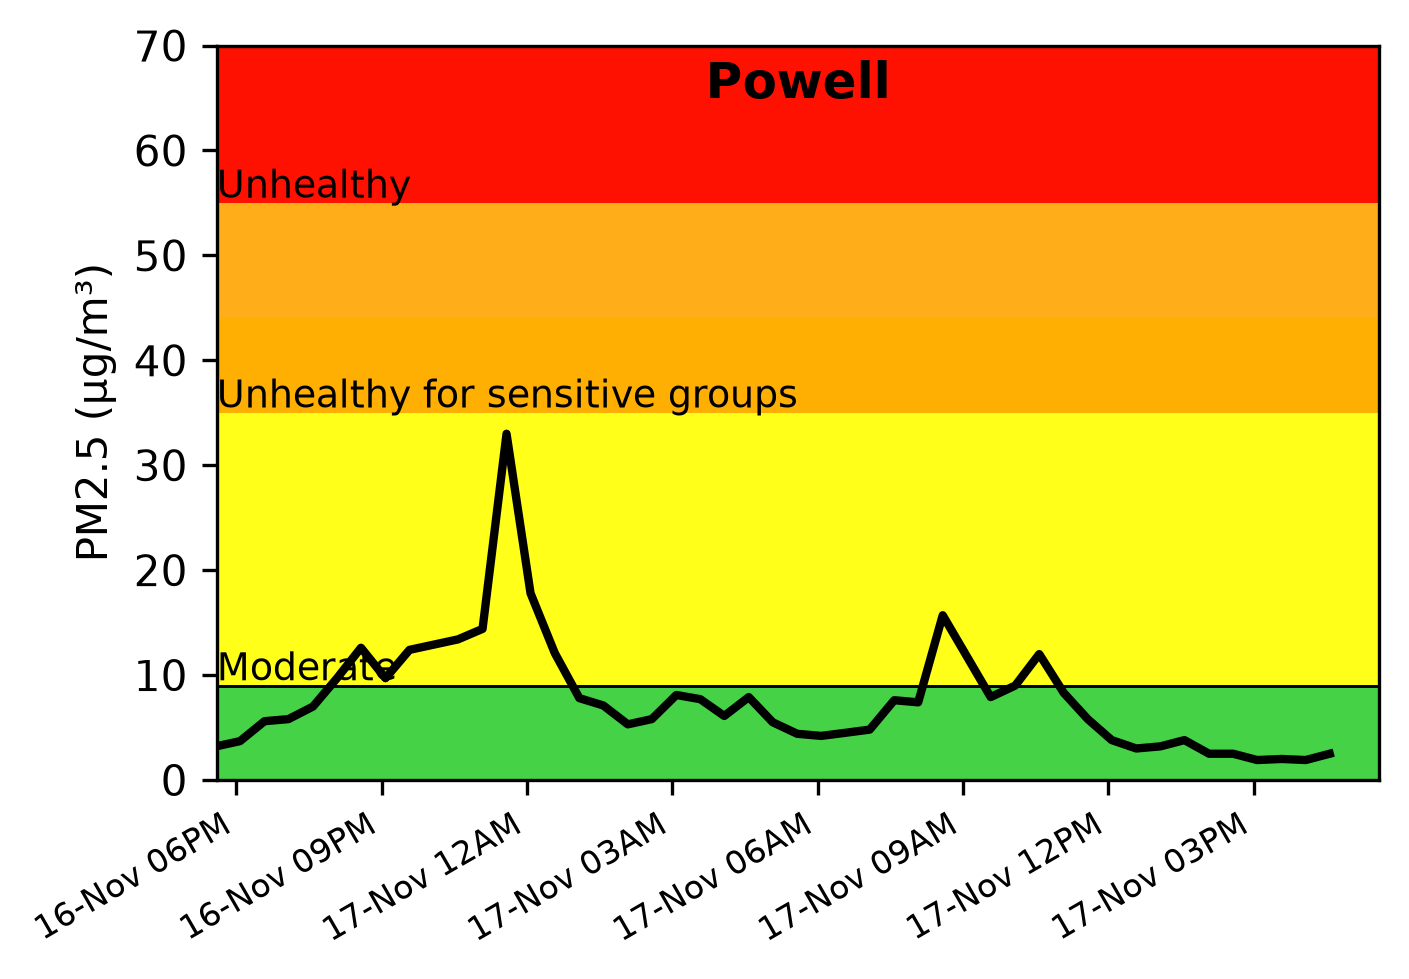 Powell
PM2.5 (µg/m³)
70
60
50
40
30
20
10
0
Unhealthy
Unhealthy for sensitive groups
Moderate
16-Nov 06PM
16-Nov 09PM
17-Nov 12AM
17-Nov 03AM
17-Nov 06AM
17-Nov 09AM
17-Nov 12PM
17-Nov 03PM